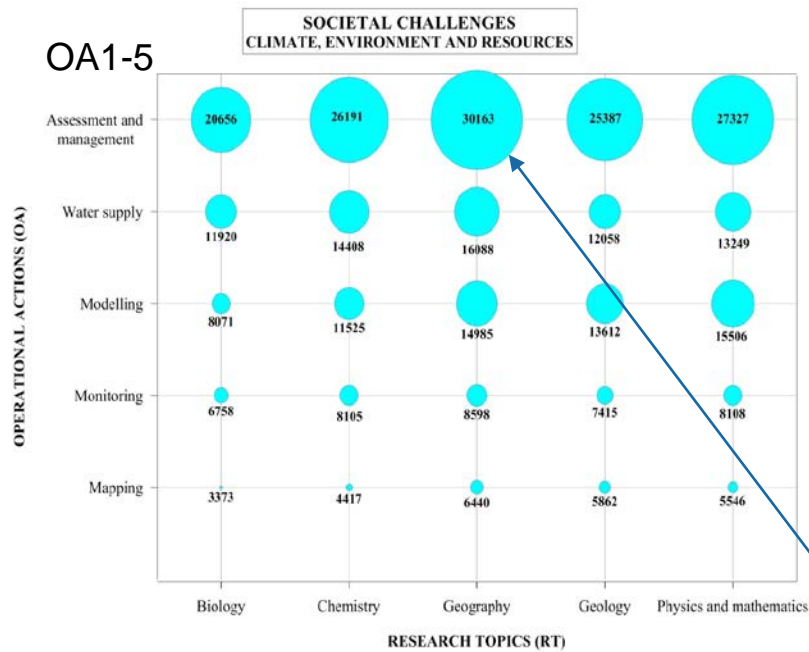 SOCIETAL CHALLENGES
CLIMATE, ENVIRONMENT AND RESOURCES
OA1-5
OPERATIONAL ACTIONS (OA)
Assessment and
management
20656 26191 30163 25387 27327
Water supply
11920 14408 16088 12058 13249
Modelling
8071 11525 14985 13612 15506
Monitoring
6758 8105 8598 7415 8108
Mapping
3373 4417 6440 5862 5546
Biology Chemistry Geography Geology Physics and mathematics
RESEARCH TOPICS (RT)